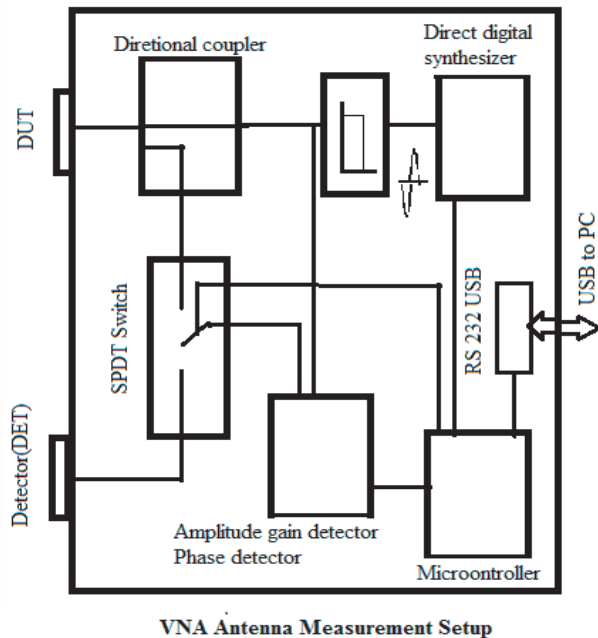 Diretional coupler
Direct digital
synthesizer
DUT
SPDT Switch
RS 232 USB
USB to PC
Detector(DET)
Amplitude gain detector
Phase detector
Microontroller
VNA Antenna Measurement Setup